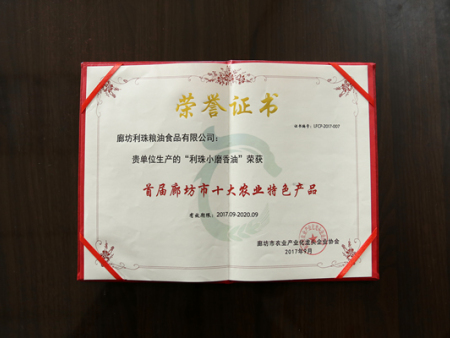 荣誉证书
证书编号：LFCP-2017-007
廊坊利珠粮油食品有限公司：
贵单位生产的“利珠小磨香油”荣获
首届廊坊市十大农业特色产品
有效期限：2017.09-2020.09
廊坊市农业产业化龙头企业协会
2017年9月